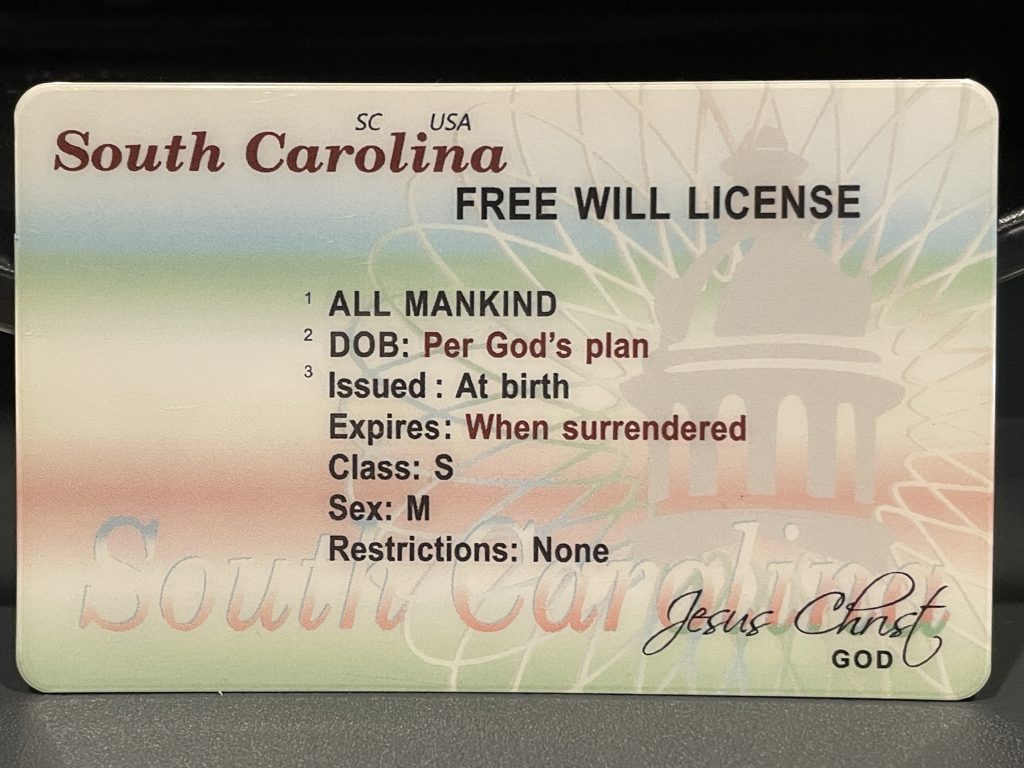 SC USA
South Carolina
FREE WILL LICENSE
1 ALL MANKIND
2 DOB: Per God's plan
3 Issued : At birth
Expires: When surrendered
Class: S
Sex: M
Restrictions: None
South Carolina
Jesus Christ
GOD